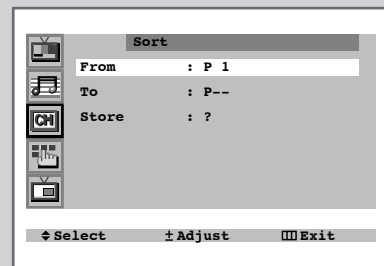 Sort
From : P 1
To : P--
CH
Store : ?
Select ± Adjust Exit